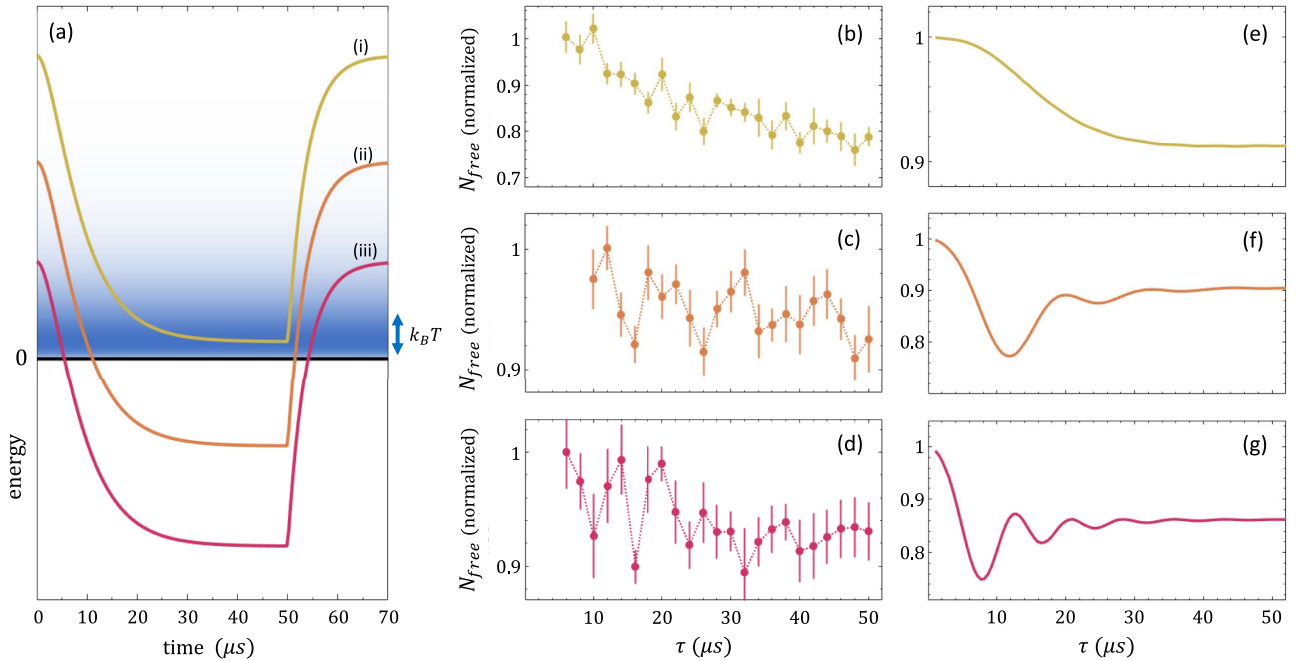 (a)
(i)
(ii)
(iii)
k_BT
0
energy
0 10 20 30 40 50 60 70
time (μs)
(b)
1
0.9
0.8
0.7
N_free (normalized)
(c)
1
0.9
N_free (normalized)
(d)
1
0.9
N_free (normalized)
10 20 30 40 50
τ (μs)
(e)
1
0.9
(f)
1
0.9
0.8
(g)
1
0.9
0.8
0 10 20 30 40 50
τ (μs)